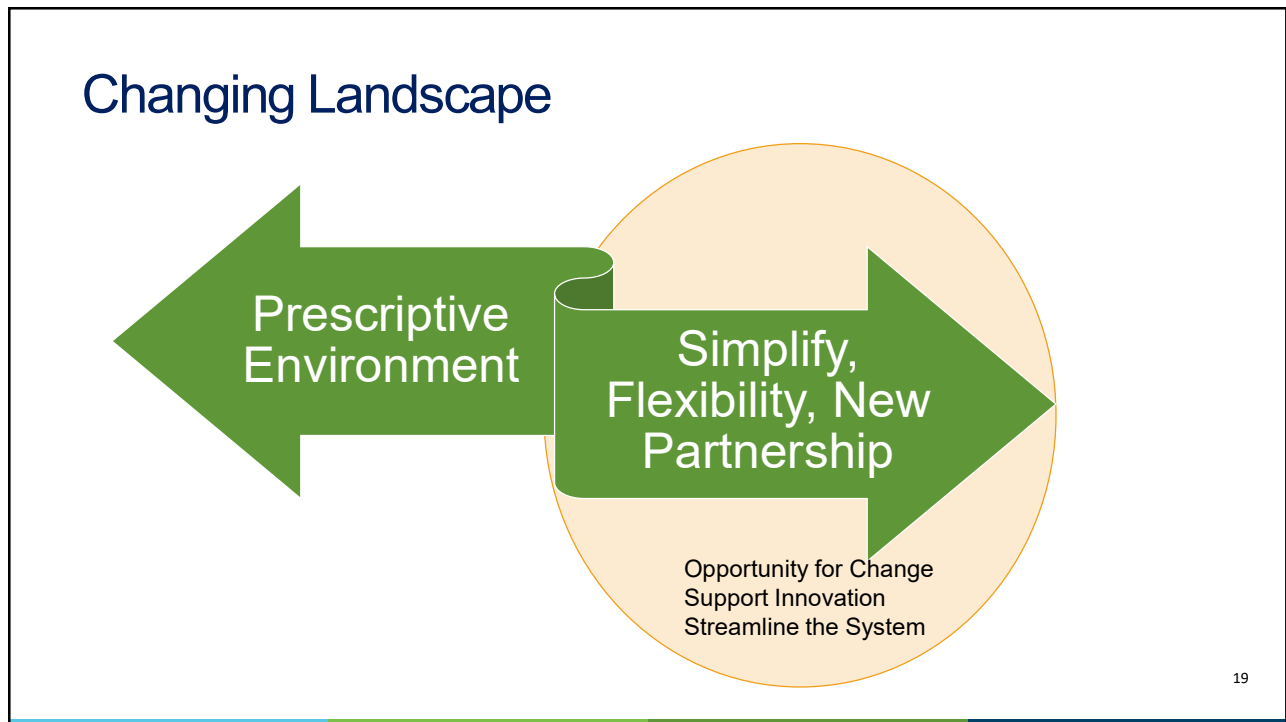 Changing Landscape
Prescriptive
Environment
Simplify,
Flexibility, New
Partnership
Opportunity for Change
Support Innovation
Streamline the System
19